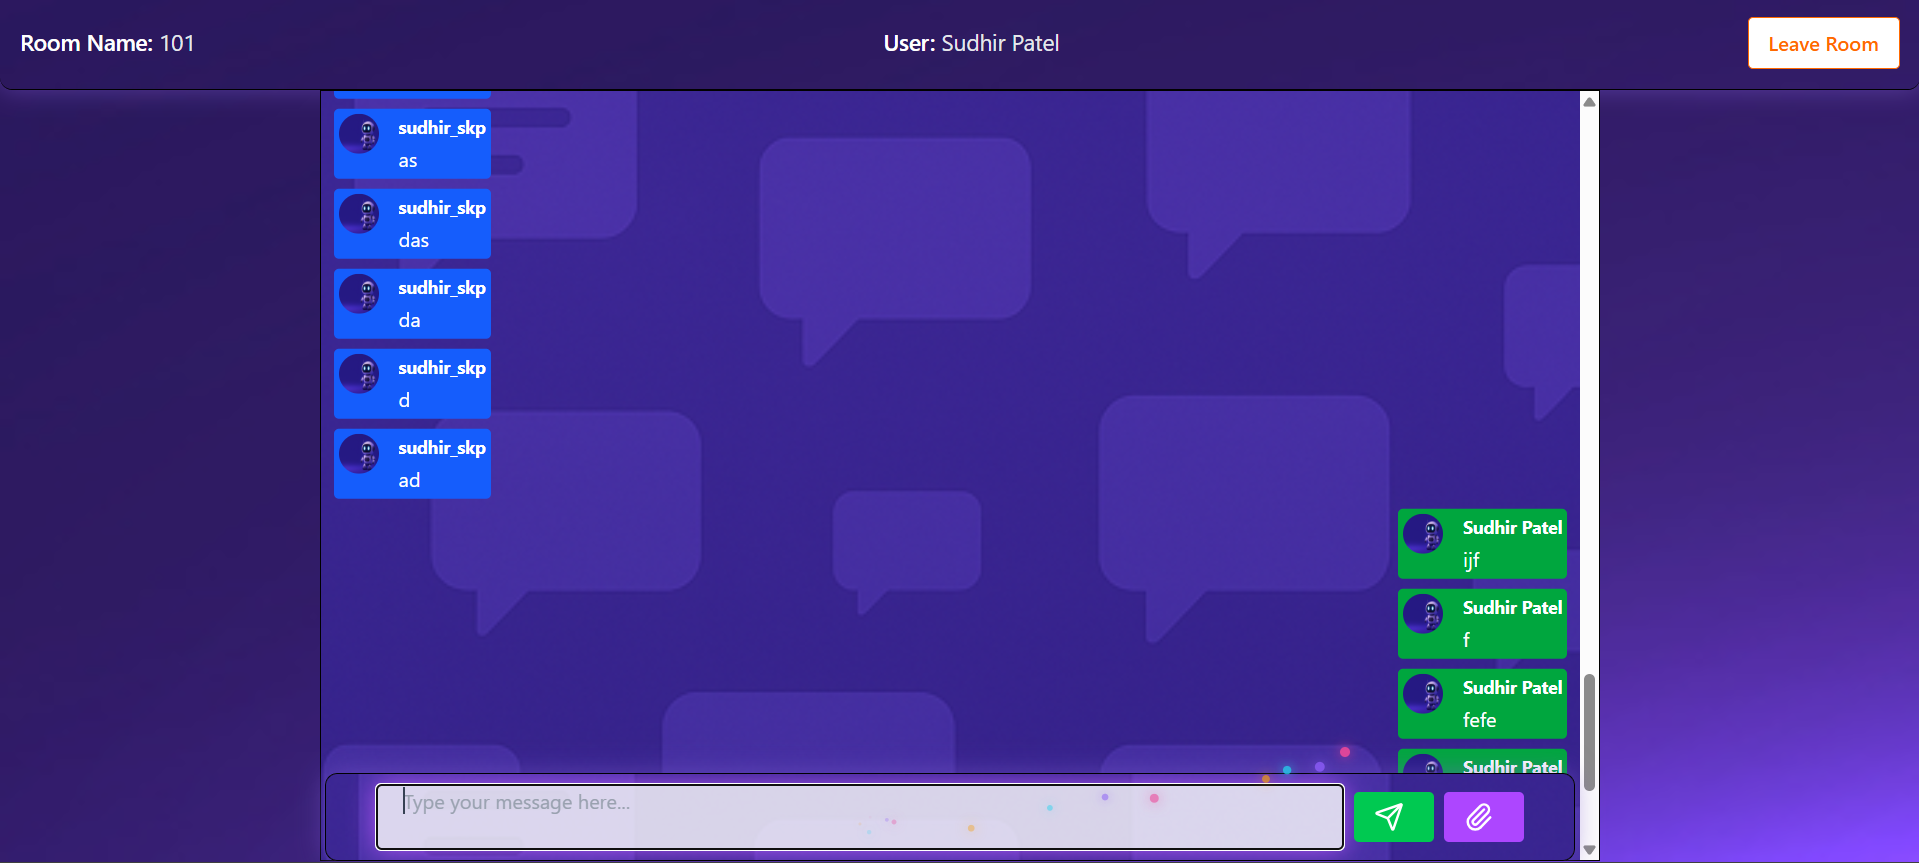 Room Name: 101
User: Sudhir Patel
Leave Room
sudhir_skp
as
sudhir_skp
das
sudhir_skp
da
sudhir_skp
d
sudhir_skp
ad
Sudhir Patel
ijf
Sudhir Patel
f
Sudhir Patel
fefe
Sudhir Patel
Type your message here...